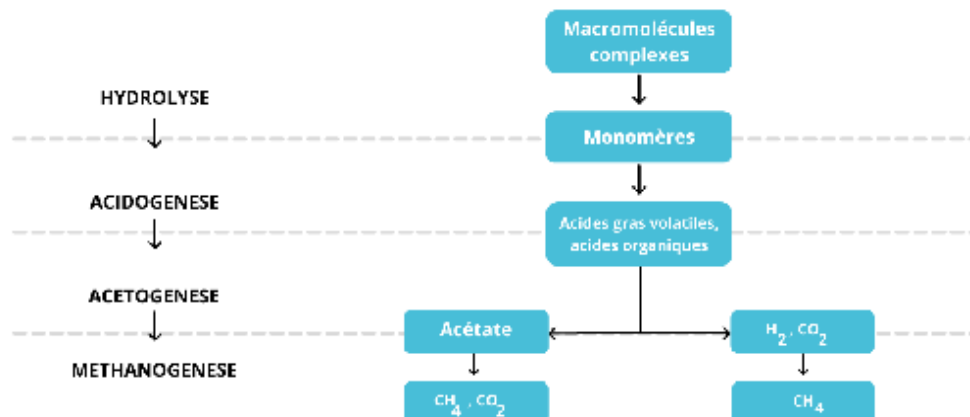 Macromolécules
complexes
HYDROLYSE
Monomères
ACIDOGENESE
Acides gras volatiles,
acides organiques
ACETOGENESE
Acétate
H2, CO2
METHANOGENESE
CH4, CO2
CH4